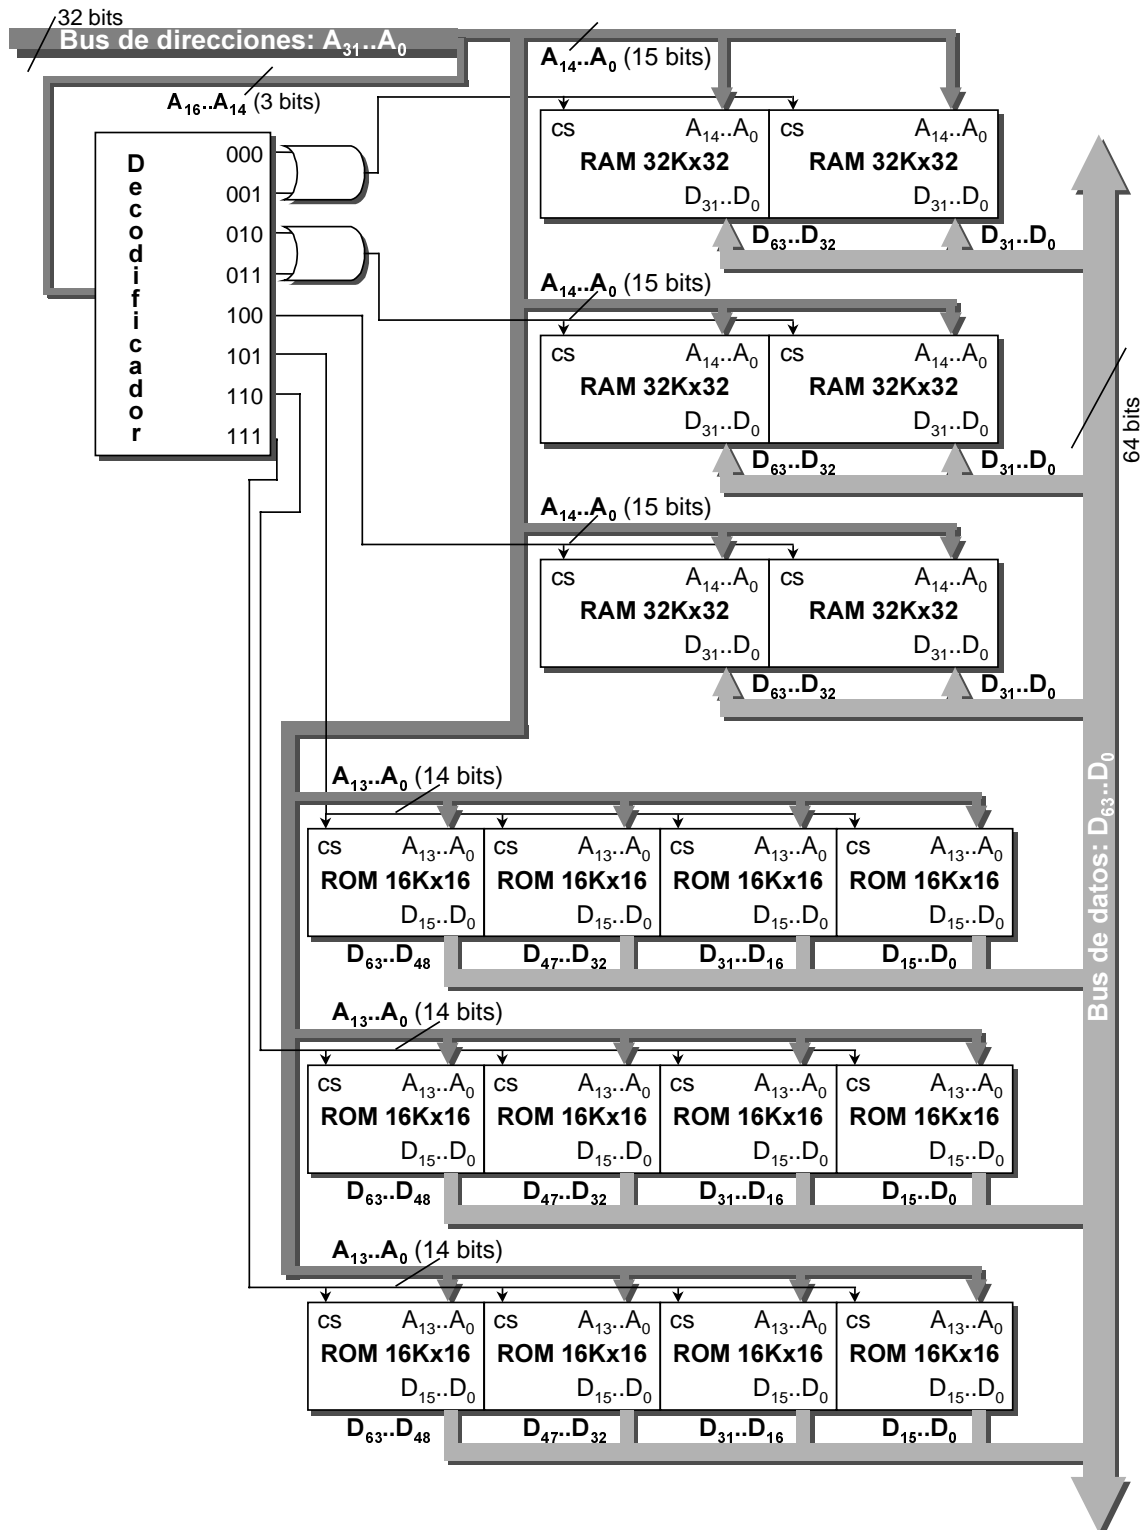 32 bits
Bus de direcciones: A31..A0
A14..A0 (15 bits)
A16..A14 (3 bits)
Decodificador
000
001
010
011
100
101
110
111
cs A14..A0 cs A14..A0
RAM 32Kx32 RAM 32Kx32
D31..D0 D31..D0
D63..D32 D31..D0
A14..A0 (15 bits)
cs A14..A0 cs A14..A0
RAM 32Kx32 RAM 32Kx32
D31..D0 D31..D0
D63..D32 D31..D0
64 bits
A14..A0 (15 bits)
cs A14..A0 cs A14..A0
RAM 32Kx32 RAM 32Kx32
D31..D0 D31..D0
D63..D32 D31..D0
Bus de datos: D63..D0
A13..A0 (14 bits)
cs A13..A0 cs A13..A0 cs A13..A0 cs A13..A0
ROM 16Kx16 ROM 16Kx16 ROM 16Kx16 ROM 16Kx16
D15..D0 D15..D0 D15..D0 D15..D0
D63..D48 D47..D32 D31..D16 D15..D0
A13..A0 (14 bits)
cs A13..A0 cs A13..A0 cs A13..A0 cs A13..A0
ROM 16Kx16 ROM 16Kx16 ROM 16Kx16 ROM 16Kx16
D15..D0 D15..D0 D15..D0 D15..D0
D63..D48 D47..D32 D31..D16 D15..D0
A13..A0 (14 bits)
cs A13..A0 cs A13..A0 cs A13..A0 cs A13..A0
ROM 16Kx16 ROM 16Kx16 ROM 16Kx16 ROM 16Kx16
D15..D0 D15..D0 D15..D0 D15..D0
D63..D48 D47..D32 D31..D16 D15..D0